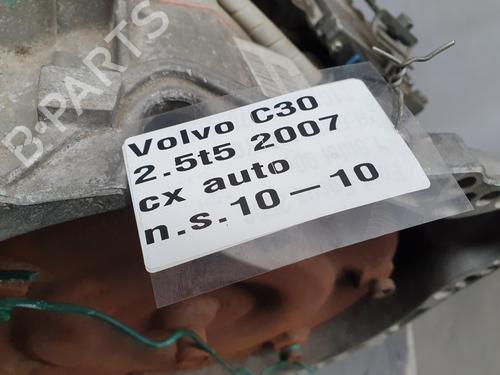 B-PARTS
Volvo C30
2.5t5 2007
cx auto
n.s.10 – 10